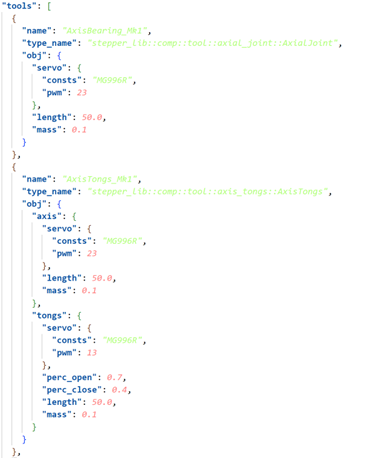 "tools": [
  {
    "name": "AxisBearing_Mk1",
    "type_name": "stepper_lib::comp::tool::axial_joint::AxialJoint",
    "obj": {
      "servo": {
        "consts": "MG996R",
        "pwm": 23
      },
      "length": 50.0,
      "mass": 0.1
    }
  },
  {
    "name": "AxisTongs_Mk1",
    "type_name": "stepper_lib::comp::tool::axis_tongs::AxisTongs",
    "obj": {
      "axis": {
        "servo": {
          "consts": "MG996R",
          "pwm": 23
        },
        "length": 50.0,
        "mass": 0.1
      },
      "tongs": {
        "servo": {
          "consts": "MG996R",
          "pwm": 13
        },
        "perc_open": 0.7,
        "perc_close": 0.4,
        "length": 50.0,
        "mass": 0.1
      }
    }
  },